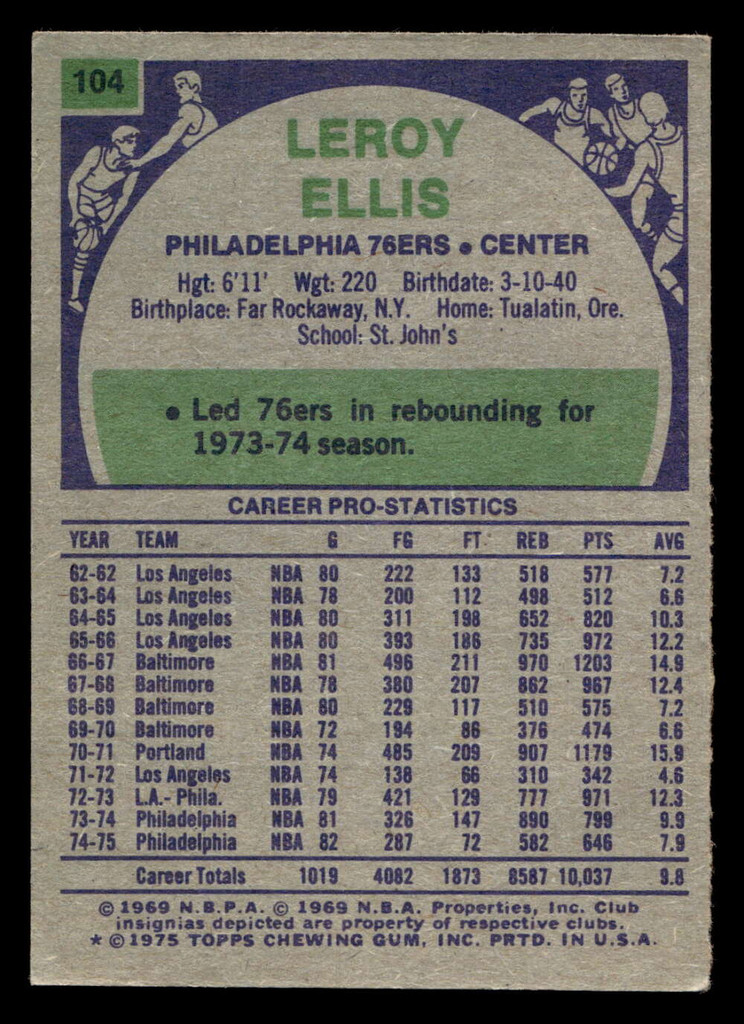 104
LEROY
ELLIS
PHILADELPHIA 76ERS • CENTER
Hgt: 6'11' Wgt: 220 Birthdate: 3-10-40
Birthplace: Far Rockaway, N.Y. Home: Tualatin, Ore.
School: St. John's
• Led 76ers in rebounding for
1973-74 season.
CAREER PRO-STATISTICS
YEAR TEAM G FG FT REB PTS AVG
62-62 Los Angeles NBA 80 222 133 518 577 7.2
63-64 Los Angeles NBA 78 200 112 498 512 6.6
64-65 Los Angeles NBA 80 311 198 652 820 10.3
65-66 Los Angeles NBA 80 393 186 735 972 12.2
66-67 Baltimore NBA 81 496 211 970 1203 14.9
67-68 Baltimore NBA 78 380 207 862 967 12.4
68-69 Baltimore NBA 80 229 117 510 575 7.2
69-70 Baltimore NBA 72 194 86 376 474 6.6
70-71 Portland NBA 74 485 209 907 1179 15.9
71-72 Los Angeles NBA 74 138 66 310 342 4.6
72-73 L.A.- Phila. NBA 79 421 129 777 971 12.3
73-74 Philadelphia NBA 81 326 147 890 799 9.9
74-75 Philadelphia NBA 82 287 72 582 646 7.9
Career Totals 1019 4082 1873 8587 10,037 9.8
© 1969 N.B.P.A. © 1969 N.B.A. Properties, Inc. Club
insignias depicted are property of respective clubs.
* © 1975 TOPPS CHEWING GUM, INC. PRTD. IN U.S.A.